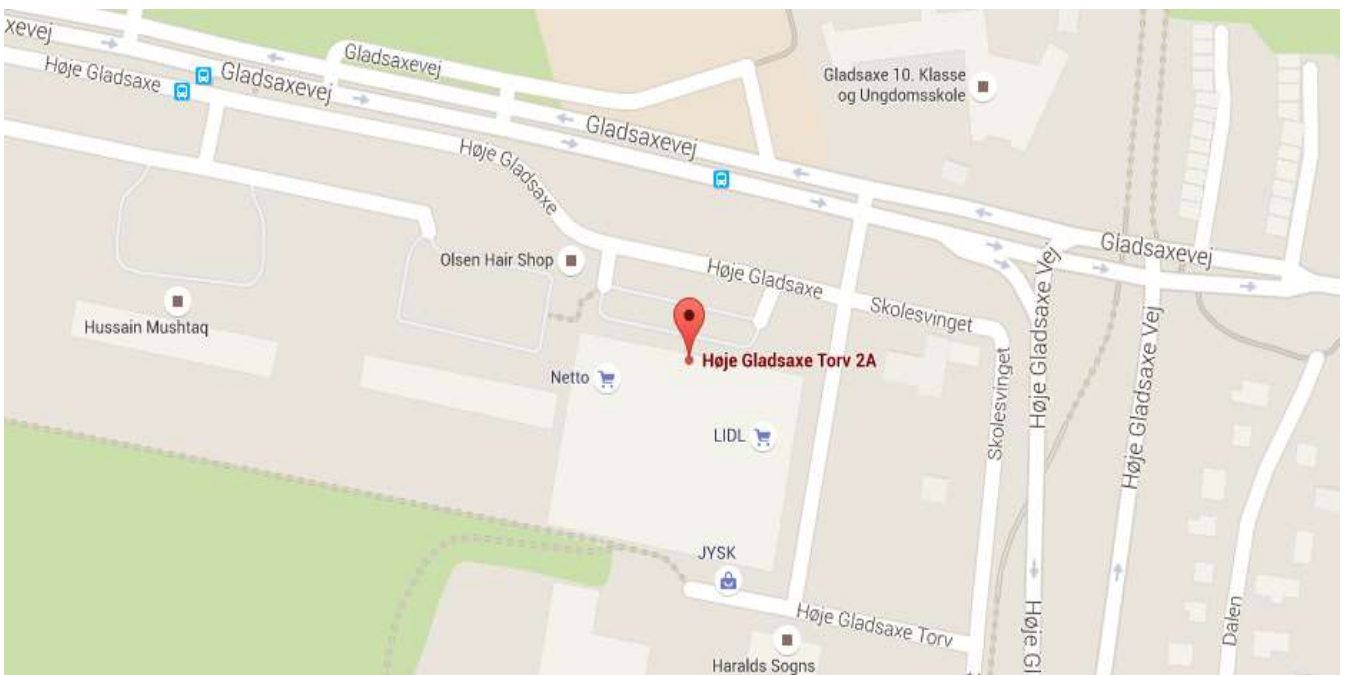 xevej
Høje Gladsaxe
Gladsaxevej
Gladsaxevej
Gladsaxevej
Gladsaxe 10. Klasse
og Ungdomsskole
Høje Gladsaxe
Olsen Hair Shop
Høje Gladsaxe
Skolesvinget
Gladsaxevej
Høje Gladsaxe Vej
Hussain Mushtaq
Høje Gladsaxe Torv 2A
Netto
LIDL
Skolesvinget
Høje Gladsaxe Vej
JYSK
Høje Gladsaxe Torv
Høje Gl
Dalen
Haralds Sogns